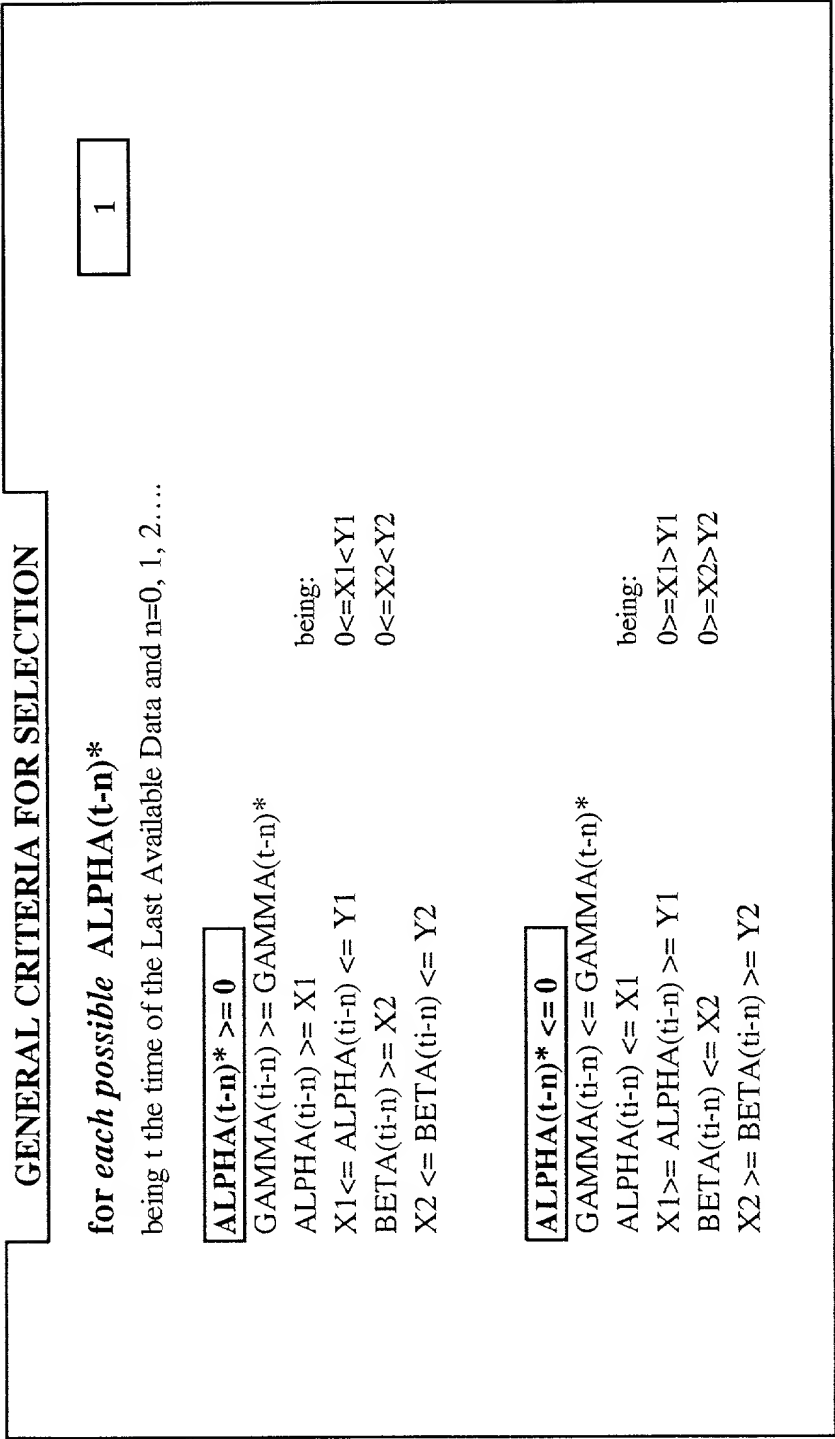 GENERAL CRITERIA FOR SELECTION
1
for each possible ALPHA(t-n)*
being t the time of the Last Available Data and n=0, 1, 2....
ALPHA(t-n)* >= 0
GAMMA(ti-n) >= GAMMA(t-n)*
ALPHA(ti-n) >= X1
being:
X1<= ALPHA(ti-n) <= Y1
0<=X1<Y1
BETA(ti-n) >= X2
0<=X2<Y2
X2 <= BETA(ti-n) <= Y2
ALPHA(t-n)* <= 0
GAMMA(ti-n) <= GAMMA(t-n)*
ALPHA(ti-n) <= X1
being:
X1>= ALPHA(ti-n) >= Y1
0>=X1>Y1
BETA(ti-n) <= X2
0>=X2>Y2
X2 >= BETA(ti-n) >= Y2